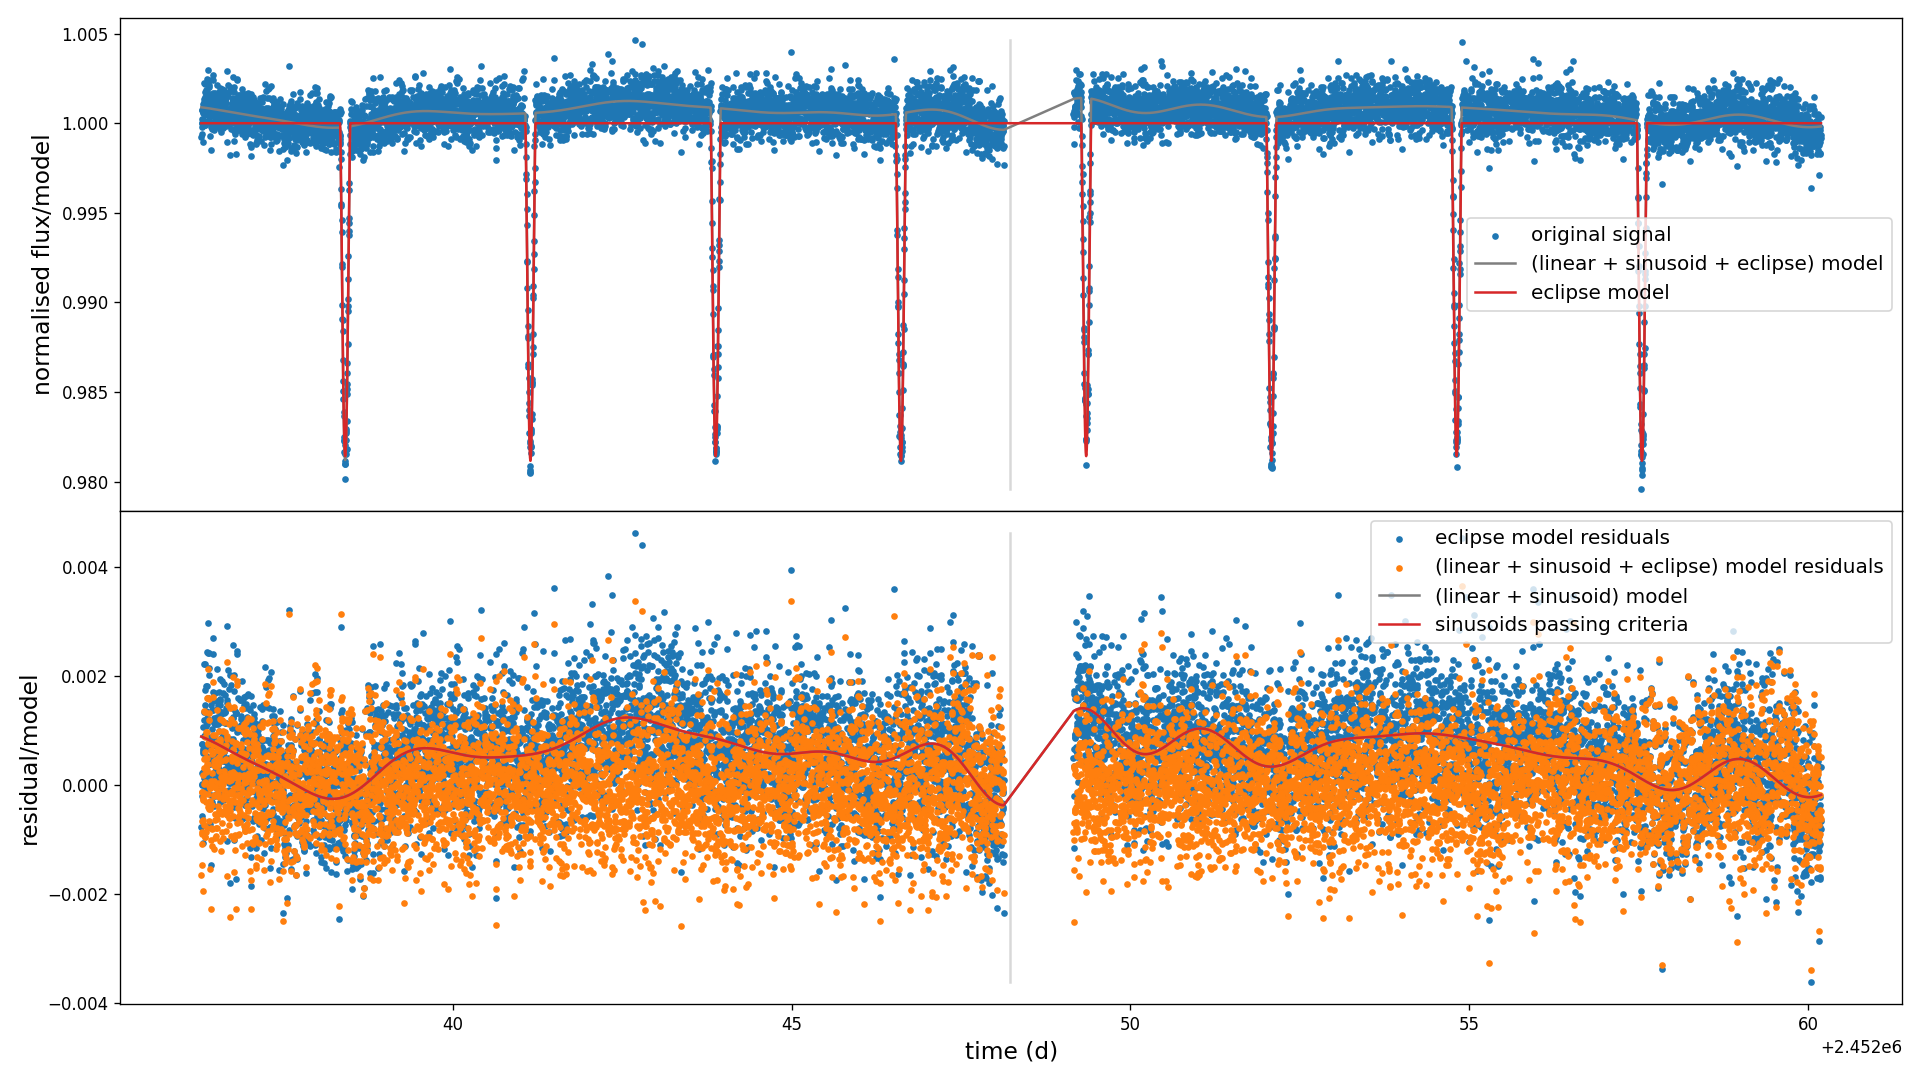 1.005
1.000
0.995
0.990
0.985
0.980
normalised flux/model
original signal
(linear + sinusoid + eclipse) model
eclipse model
0.004
0.002
0.000
−0.002
−0.004
residual/model
eclipse model residuals
(linear + sinusoid + eclipse) model residuals
(linear + sinusoid) model
sinusoids passing criteria
40
45
50
55
60
+2.452e6
time (d)